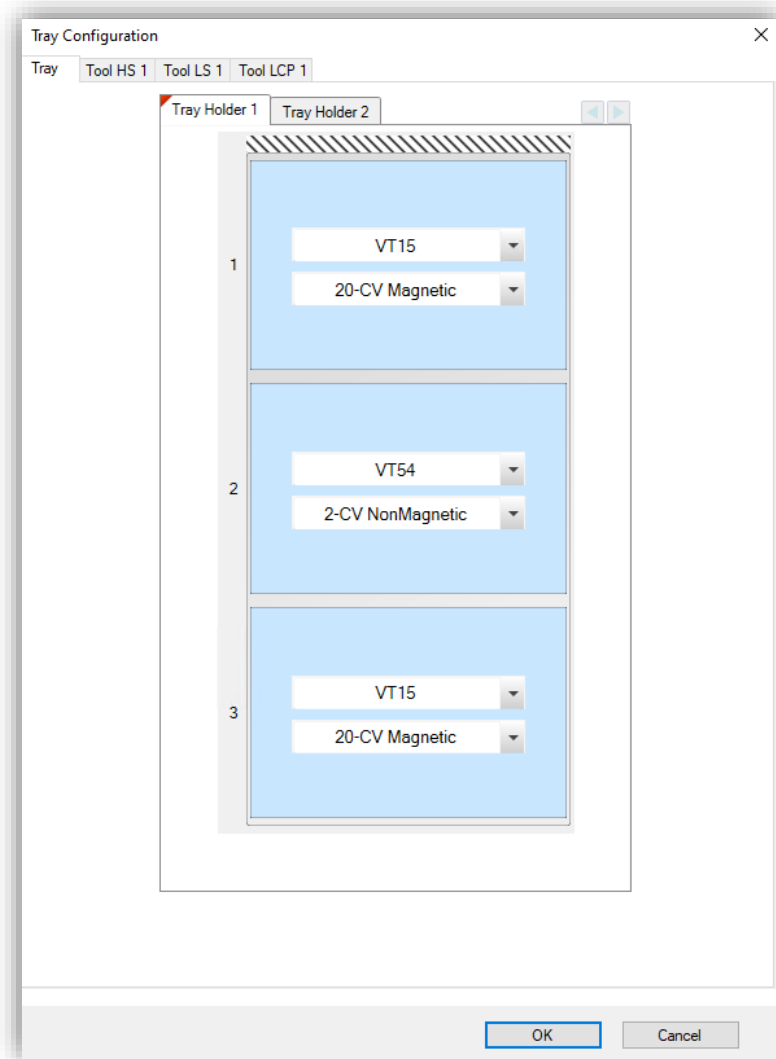 Tray Configuration
Tray Tool HS 1 Tool LS 1 Tool LCP 1
Tray Holder 1 Tray Holder 2
1
VT15
20-CV Magnetic
2
VT54
2-CV NonMagnetic
3
VT15
20-CV Magnetic
OK Cancel